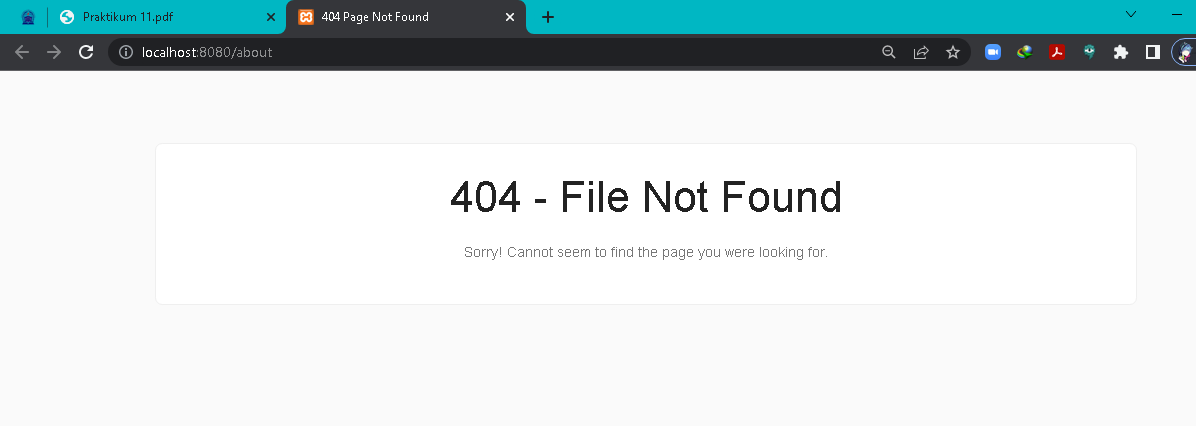 Praktikum 11.pdf
404 Page Not Found
localhost:8080/about
404 - File Not Found
Sorry! Cannot seem to find the page you were looking for.